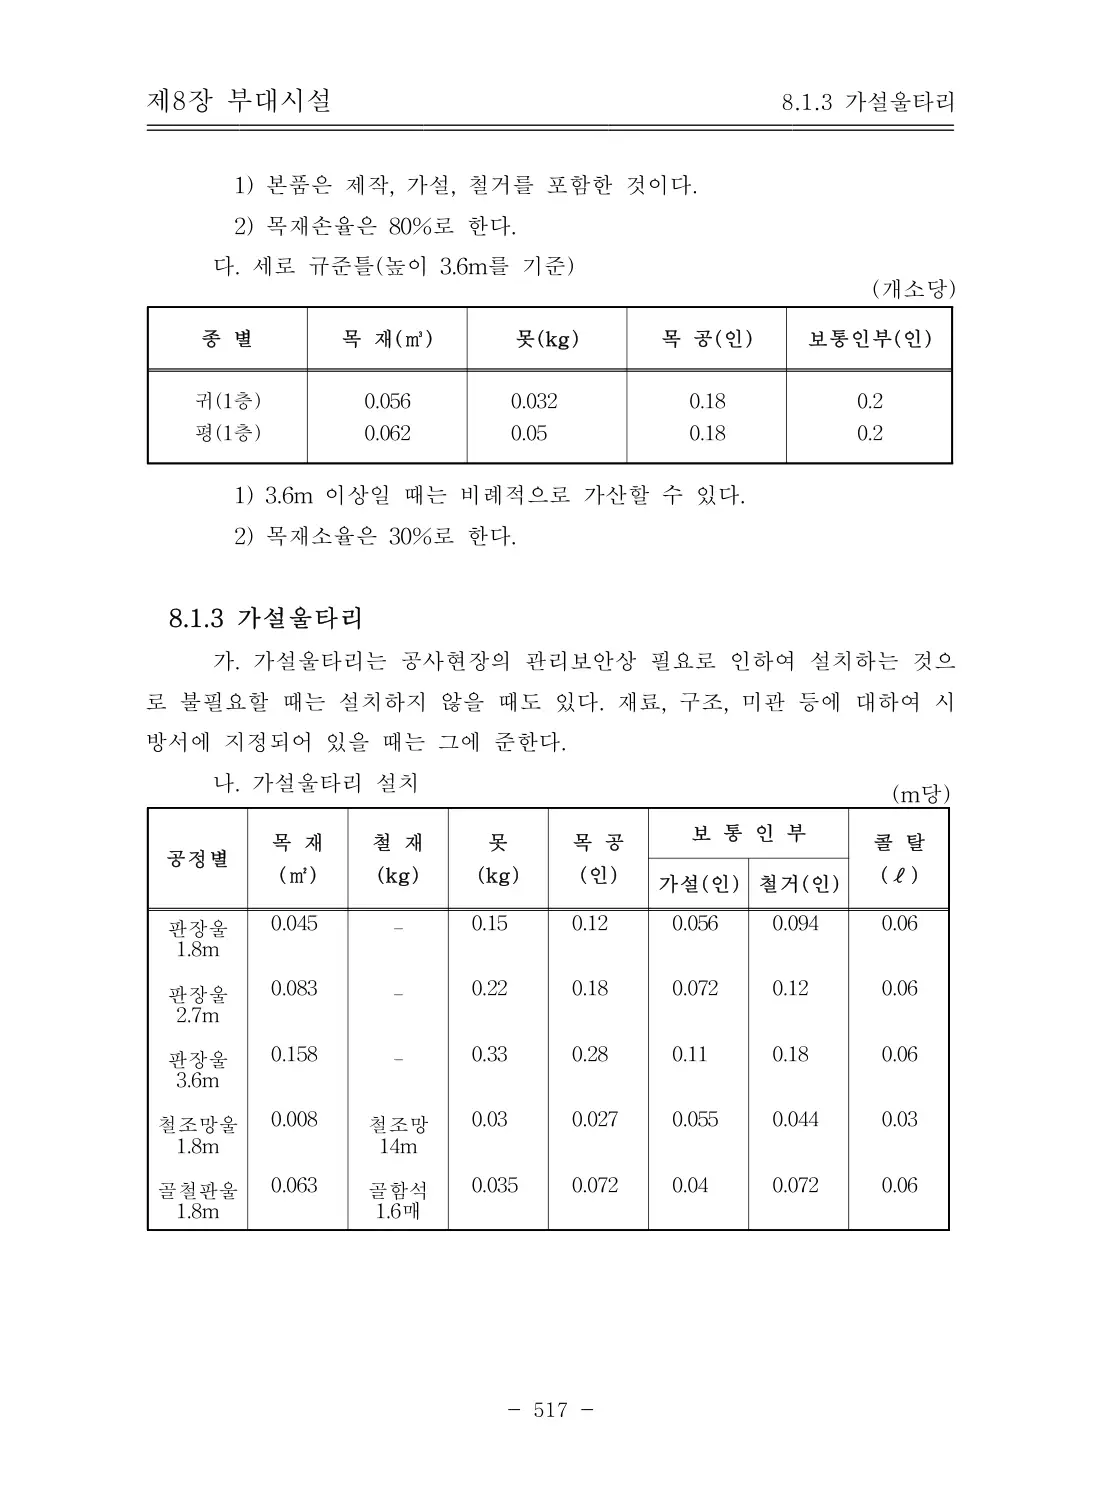 제8장 부대시설 8.1.3 가설울타리
1) 본품은 제작, 가설, 철거를 포함한 것이다.
2) 목재손율은 80%로 한다.
다. 세로 규준틀(높이 3.6m를 기준)
(개소당)
종 별 목 재(㎥) 못(kg) 목 공(인) 보통인부(인)
귀(1층) 0.056 0.032 0.18 0.2
평(1층) 0.062 0.05 0.18 0.2
1) 3.6m 이상일 때는 비례적으로 가산할 수 있다.
2) 목재소율은 30%로 한다.
8.1.3 가설울타리
가. 가설울타리는 공사현장의 관리보안상 필요로 인하여 설치하는 것으
로 불필요할 때는 설치하지 않을 때도 있다. 재료, 구조, 미관 등에 대하여 시
방서에 지정되어 있을 때는 그에 준한다.
나. 가설울타리 설치
(m당)
공정별 목 재 철 재 못 목 공 보 통 인 부 콜 탈
(㎡) (kg) (kg) (인) 가설(인) 철거(인) (ℓ)
판장울 0.045 - 0.15 0.12 0.056 0.094 0.06
1.8m
판장울 0.083 - 0.22 0.18 0.072 0.12 0.06
2.7m
판장울 0.158 - 0.33 0.28 0.11 0.18 0.06
3.6m
철조망울 0.008 철조망 0.03 0.027 0.055 0.044 0.03
1.8m 14m
골철판울 0.063 골함석 0.035 0.072 0.04 0.072 0.06
1.8m 1.6매
- 517 -